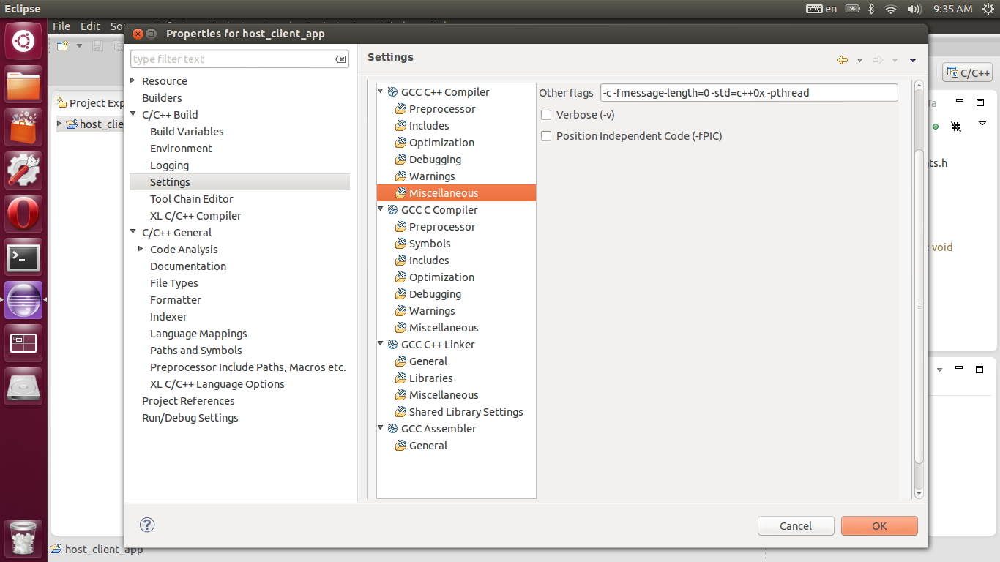 Eclipse
en
9:35 AM
File Edit
Properties for host_client_app
type filter text
Settings
C/C++
Project Exp
host_clie
Resource
Builders
C/C++ Build
Build Variables
Environment
Logging
Settings
Tool Chain Editor
XL C/C++ Compiler
C/C++ General
Code Analysis
Documentation
File Types
Formatter
Indexer
Language Mappings
Paths and Symbols
Preprocessor Include Paths, Macros etc.
XL C/C++ Language Options
Project References
Run/Debug Settings
GCC C++ Compiler
Preprocessor
Includes
Optimization
Debugging
Warnings
Miscellaneous
GCC C Compiler
Preprocessor
Symbols
Includes
Optimization
Debugging
Warnings
Miscellaneous
GCC C++ Linker
General
Libraries
Miscellaneous
Shared Library Settings
GCC Assembler
General
Other flags -c -fmessage-length=0 -std=c++0x -pthread
Verbose (-v)
Position Independent Code (-fPIC)
Ta
ts.h
void
Cancel
OK
host_client_app